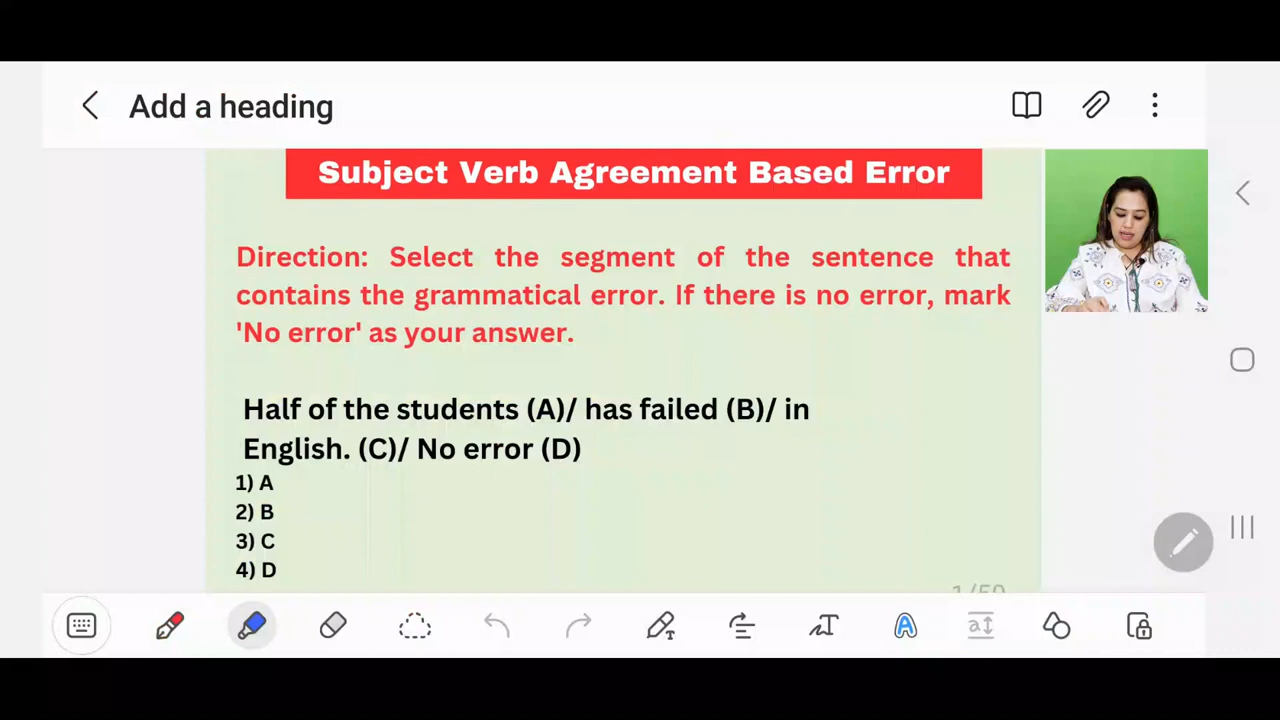 Add a heading
Subject Verb Agreement Based Error
Direction: Select the segment of the sentence that
contains the grammatical error. If there is no error, mark
'No error' as your answer.
Half of the students (A)/ has failed (B)/ in
English. (C)/ No error (D)
1) A
2) B
3) C
4) D
1/50